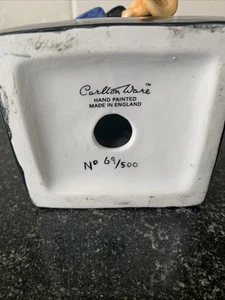 Carlton Ware™
HAND PAINTED
MADE IN ENGLAND
No 69/500